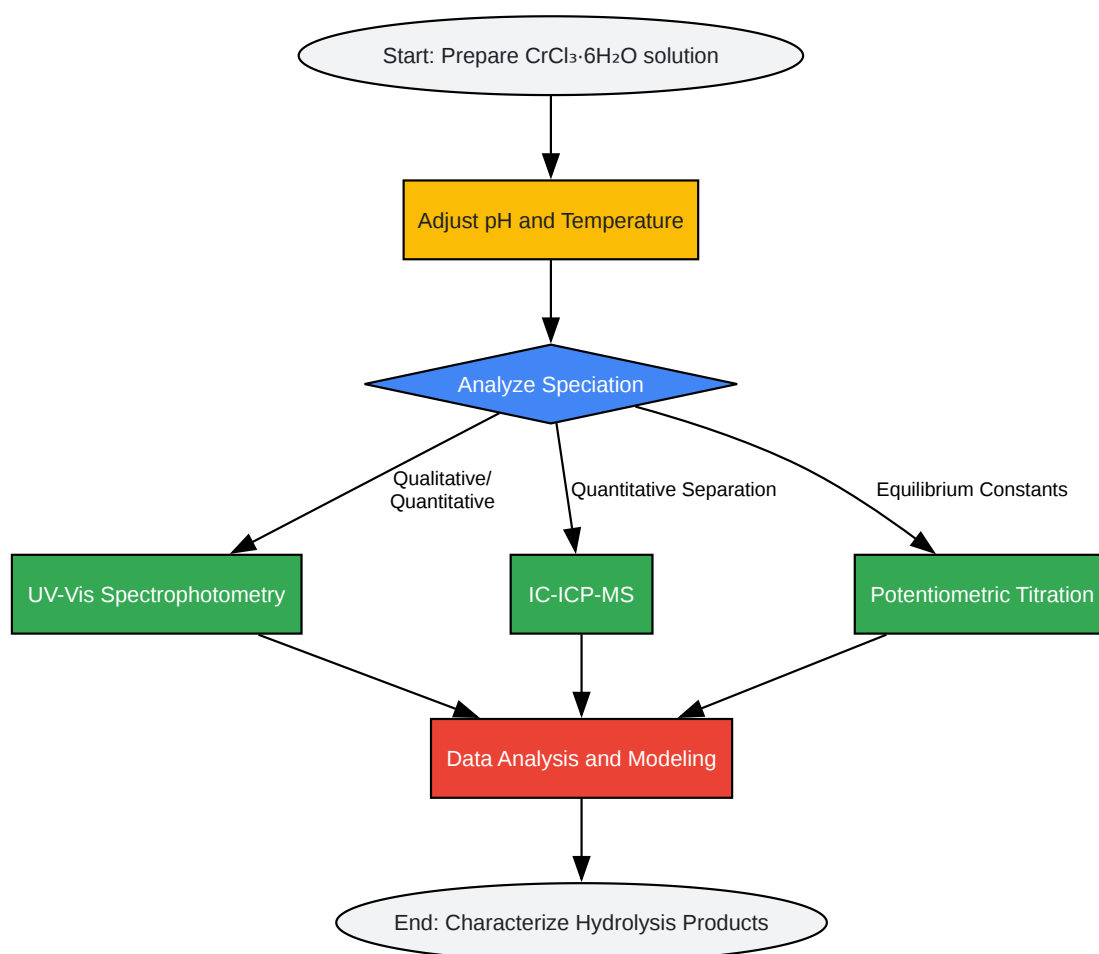 Start: Prepare CrCl₃·6H₂O solution
Adjust pH and Temperature
Analyze Speciation
Qualitative/
Quantitative
Quantitative Separation
Equilibrium Constants
UV-Vis Spectrophotometry
IC-ICP-MS
Potentiometric Titration
Data Analysis and Modeling
End: Characterize Hydrolysis Products